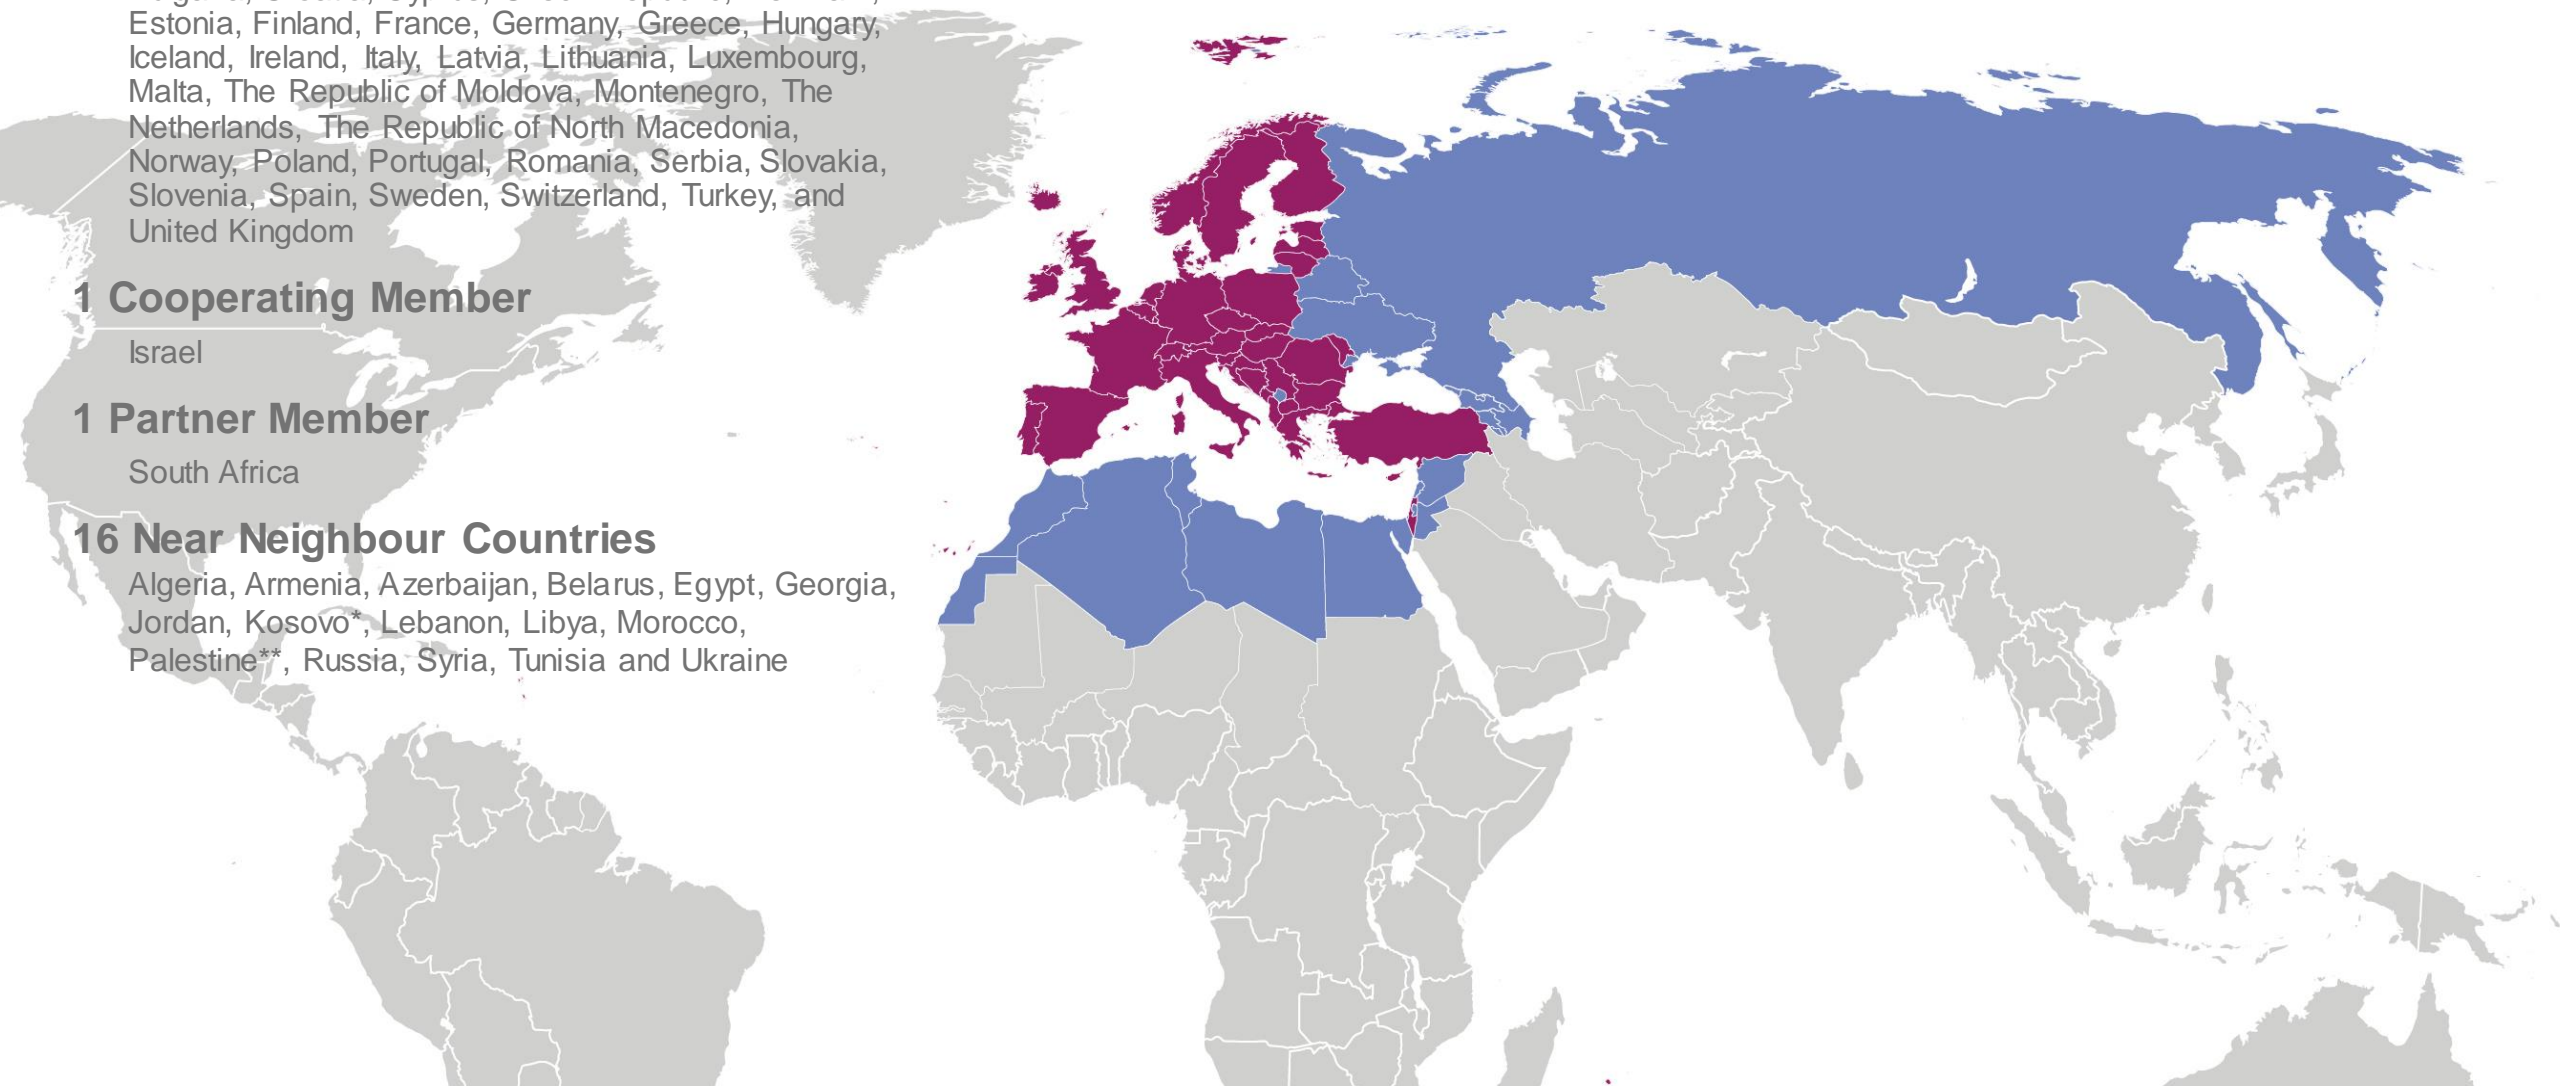 Estonia, Finland, France, Germany, Greece, Hungary,
Iceland, Ireland, Italy, Latvia, Lithuania, Luxembourg,
Malta, The Republic of Moldova, Montenegro, The
Netherlands, The Republic of North Macedonia,
Norway, Poland, Portugal, Romania, Serbia, Slovakia,
Slovenia, Spain, Sweden, Switzerland, Turkey, and
United Kingdom
1 Cooperating Member
Israel
1 Partner Member
South Africa
16 Near Neighbour Countries
Algeria, Armenia, Azerbaijan, Belarus, Egypt, Georgia,
Jordan, Kosovo*, Lebanon, Libya, Morocco,
Palestine**, Russia, Syria, Tunisia and Ukraine